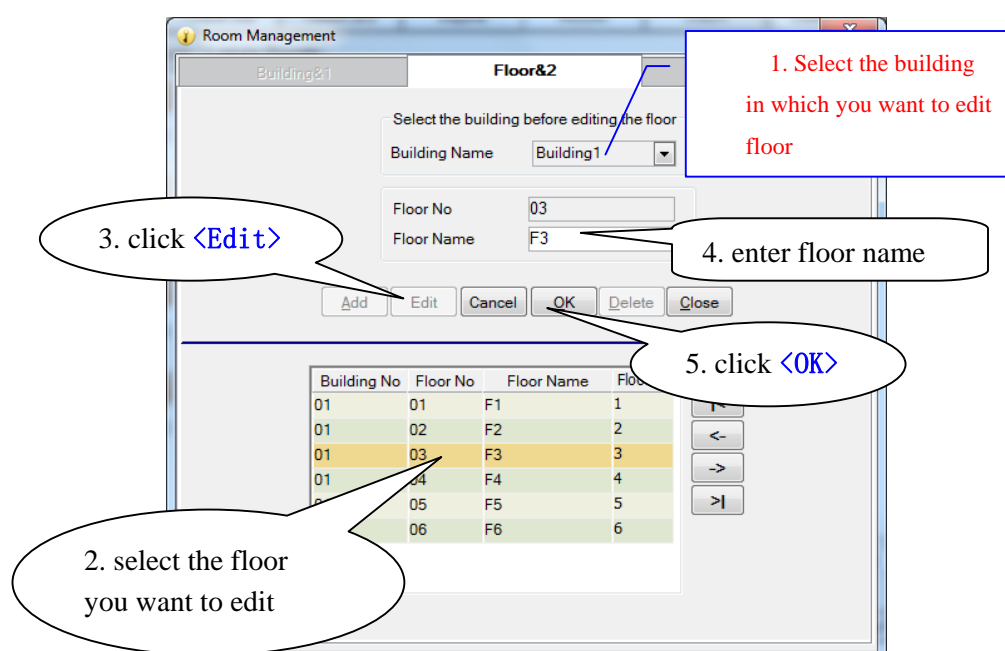 Room Management
Building&1
Floor&2
1. Select the building
in which you want to edit
floor
Select the building before editing the floor
Building Name
Building1
Floor No
03
Floor Name
F3
3. click <Edit>
4. enter floor name
Add
Edit
Cancel
OK
Delete
Close
5. click <OK>
Building No Floor No Floor Name
01 01 F1 1
01 02 F2 2
01 03 F3 3
01 04 F4 4
05 F5 5
06 F6 6
|<
<-
->
>|
2. select the floor
you want to edit